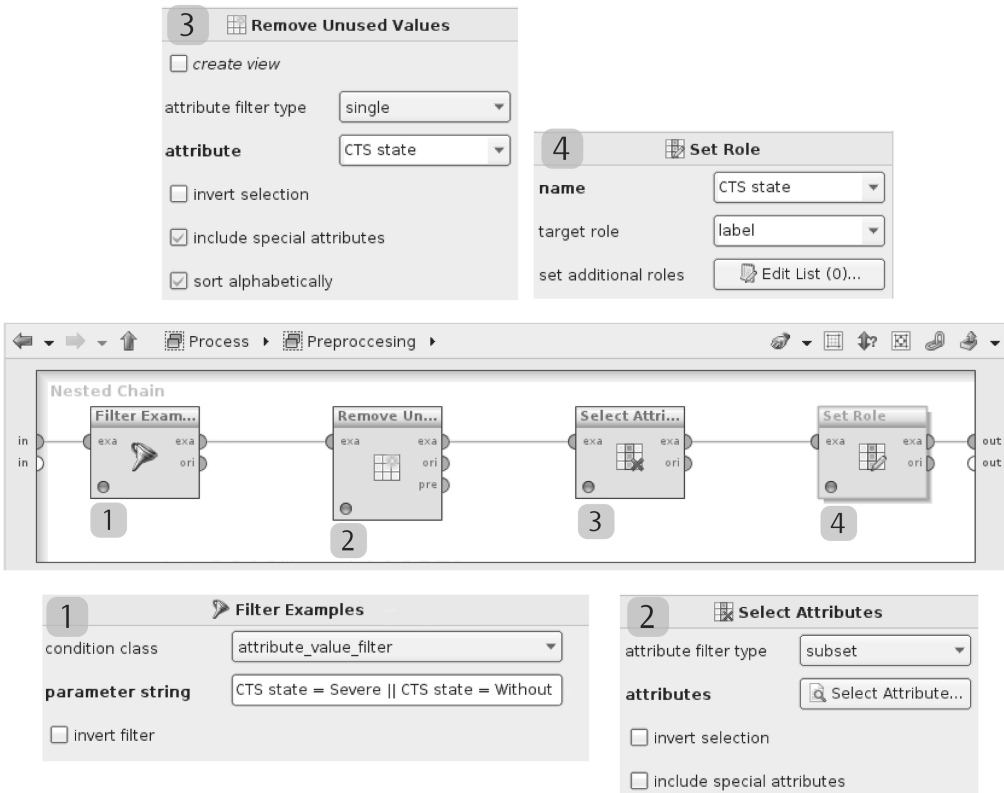 3 Remove Unused Values
create view
attribute filter type single
attribute CTS state
invert selection
include special attributes
sort alphabetically
4 Set Role
name CTS state
target role label
set additional roles Edit List (0)...
Process Preproccesing
Nested Chain
Filter Exam... Remove Un... Select Attri... Set Role
in exa exa exa exa exa exa exa exa out
in ori ori ori ori out
pre
1 2 3 4
1 Filter Examples
condition class attribute_value_filter
parameter string CTS state = Severe || CTS state = Without
invert filter
2 Select Attributes
attribute filter type subset
attributes Select Attribute...
invert selection
include special attributes